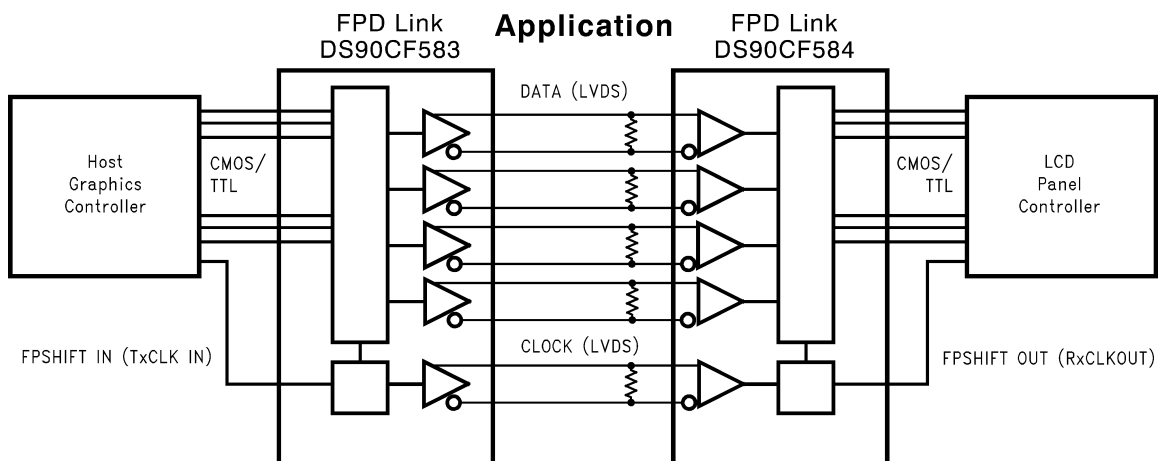 Application
FPD Link
DS90CF583
FPD Link
DS90CF584
DATA (LVDS)
Host
Graphics
Controller
CMOS/
TTL
CMOS/
TTL
LCD
Panel
Controller
CLOCK (LVDS)
FPSHIFT IN (TxCLK IN)
FPSHIFT OUT (RxCLKOUT)